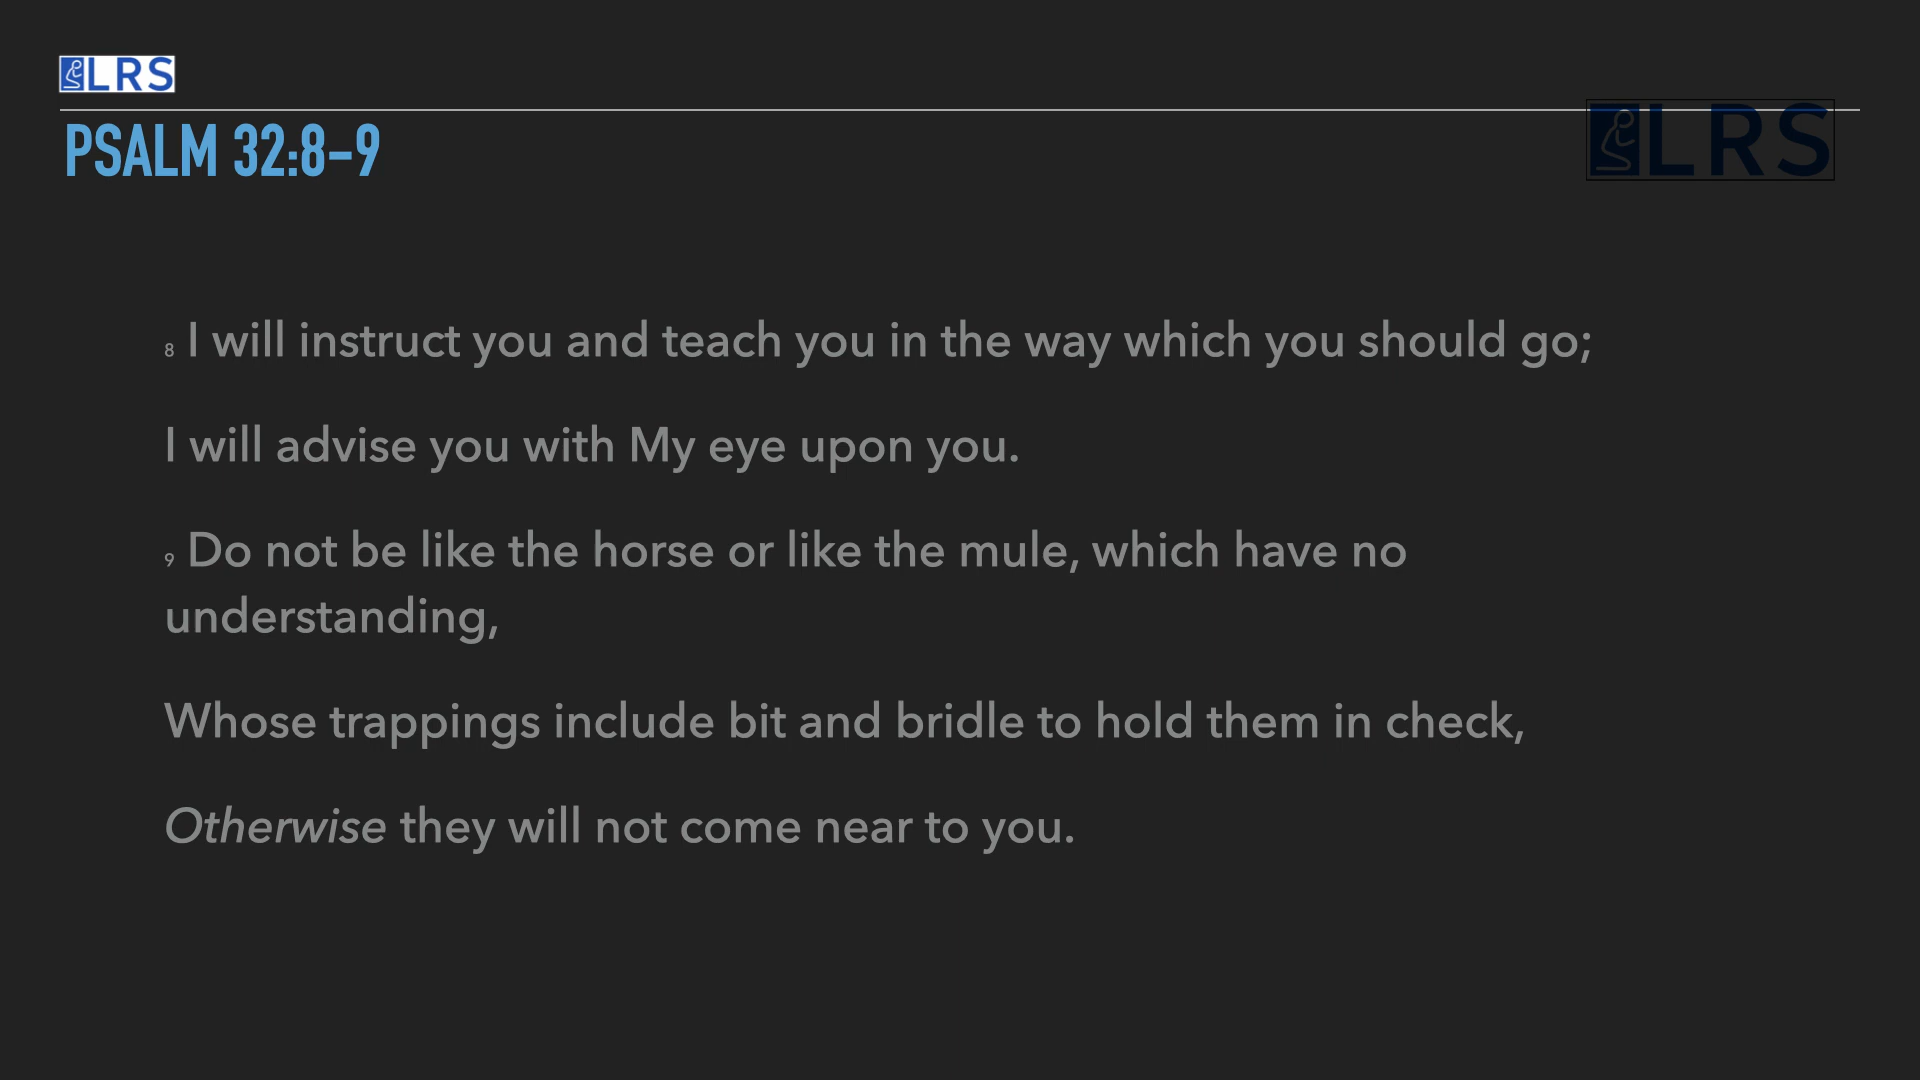 LRS
LRS
PSALM 32:8-9
8 I will instruct you and teach you in the way which you should go;
I will advise you with My eye upon you.
9 Do not be like the horse or like the mule, which have no
understanding,
Whose trappings include bit and bridle to hold them in check,
Otherwise they will not come near to you.